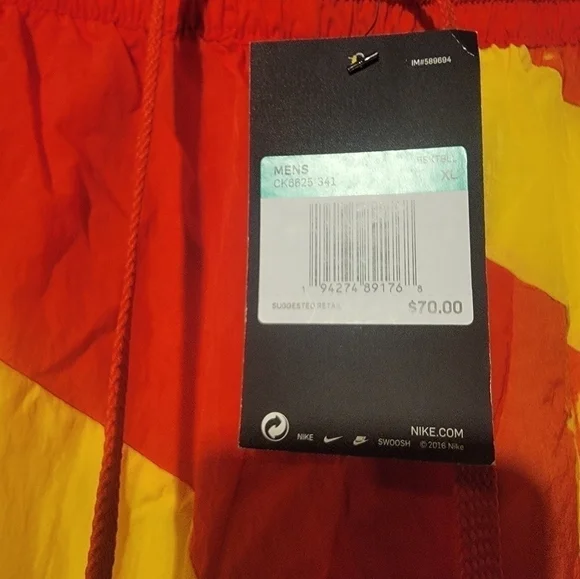 IM#589694
MENS
CK6825 341 XL
1 94274 89176 8
SUGGESTED RETAIL $70.00
NIKE SWOOSH
NIKE.COM
© 2016 Nike